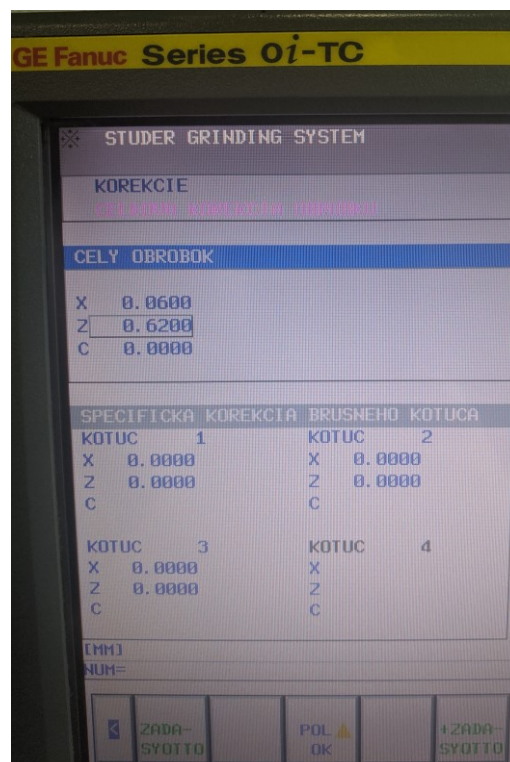 GE Fanuc Series 0i-TC
STUDER GRINDING SYSTEM
KOREKCIE
CELY OBROBOK
X 0.0600
Z 0.6200
C 0.0000
SPECIFICKA KOREKCIA BRUSNEHO KOTUCA
KOTUC 1 KOTUC 2
X 0.0000 X 0.0000
Z 0.0000 Z 0.0000
C C
KOTUC 3 KOTUC 4
X 0.0000 X
Z 0.0000 Z
C C
[MM]
NUM=
< ZADA- POL +ZADA-
SYOTTO OK SYOTTO